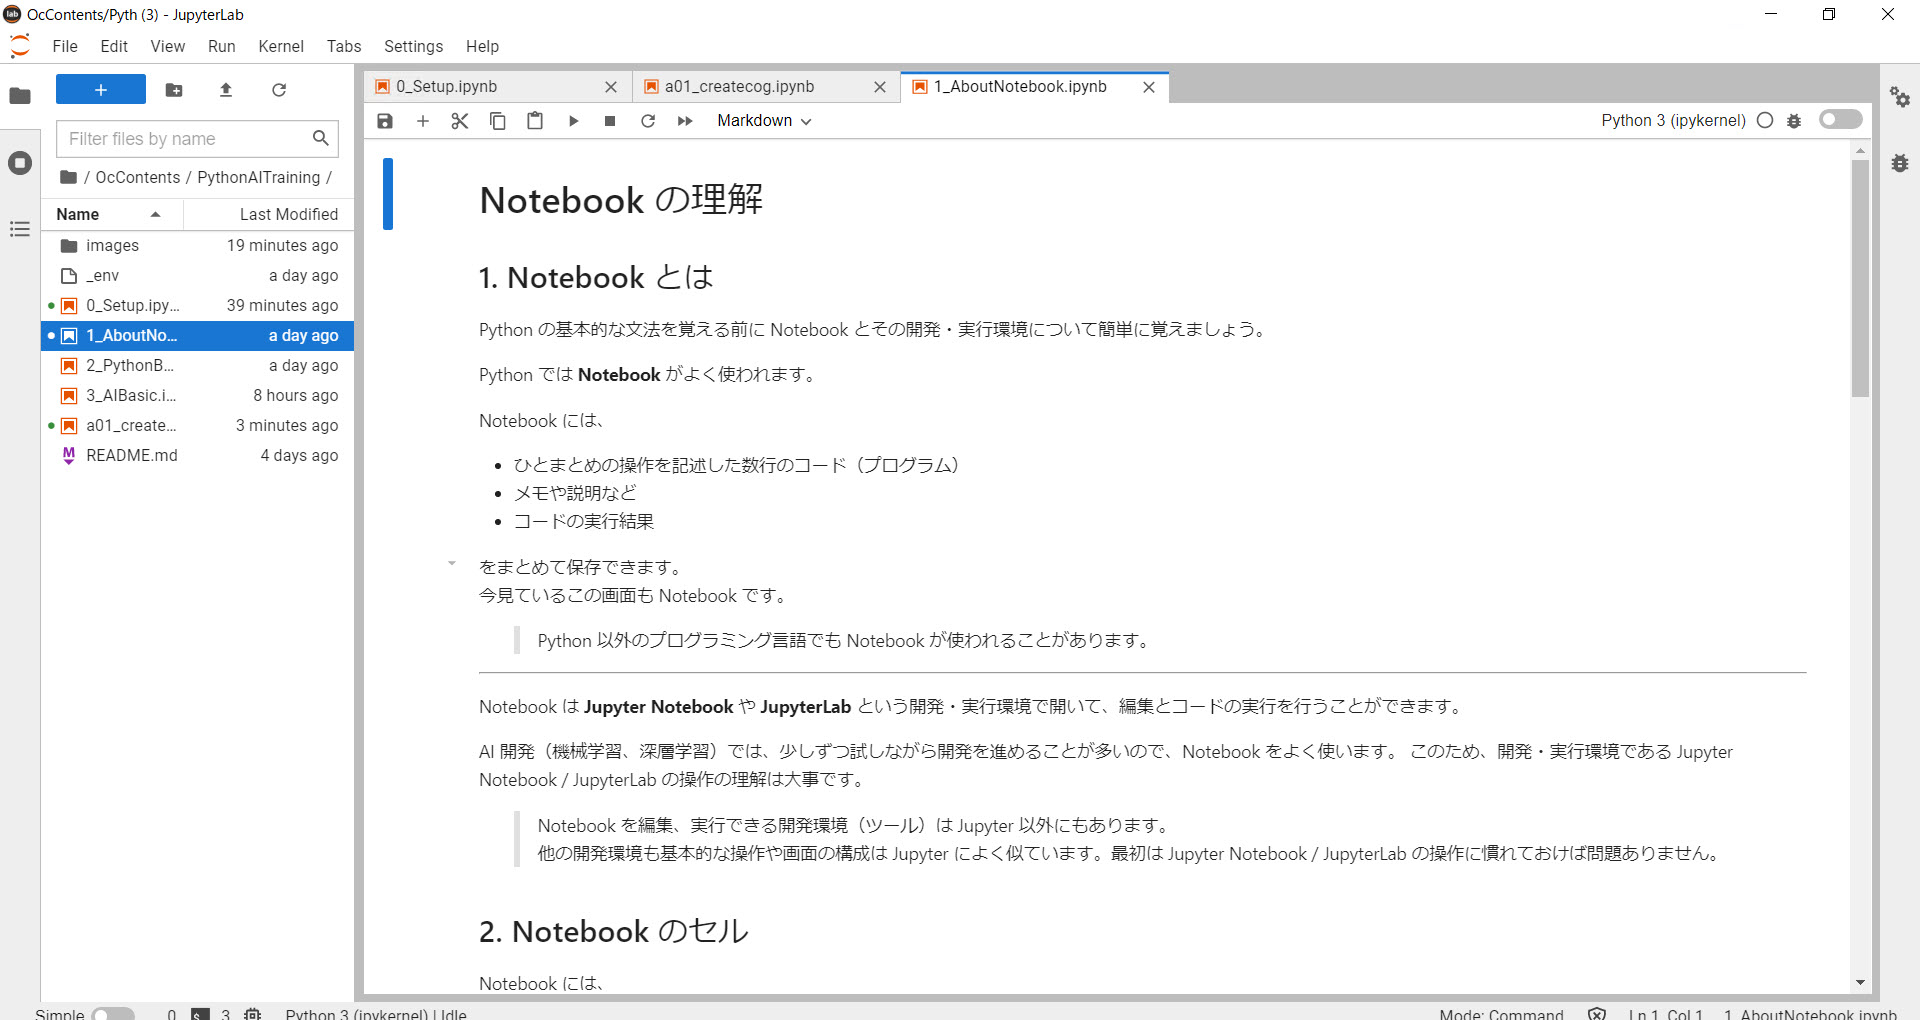 OcContents/Pyth (3) - JupyterLab
File Edit View Run Kernel Tabs Settings Help
Filter files by name
/ OcContents / PythonAITraining /
Name Last Modified
images 19 minutes ago
_env a day ago
0_Setup.ipy... 39 minutes ago
1_AboutNo... a day ago
2_PythonB... a day ago
3_AIBasic.i... 8 hours ago
a01_create... 3 minutes ago
README.md 4 days ago
0_Setup.ipynb a01_createcog.ipynb 1_AboutNotebook.ipynb
Markdown Python 3 (ipykernel)
Notebook の理解
1. Notebook とは
Python の基本的な文法を覚える前に Notebook とその開発・実行環境について簡単に覚えましょう。
Python では Notebook がよく使われます。
Notebook には、
• ひとまとめの操作を記述した数行のコード（プログラム）
• メモや説明など
• コードの実行結果
をまとめて保存できます。
今見ているこの画面も Notebook です。
Python 以外のプログラミング言語でも Notebook が使われることがあります。
Notebook は Jupyter Notebook や JupyterLab という開発・実行環境で開いて、編集とコードの実行を行うことができます。
AI 開発（機械学習、深層学習）では、少しずつ試しながら開発を進めることが多いので、Notebook をよく使います。 このため、開発・実行環境である Jupyter
Notebook / JupyterLab の操作の理解は大事です。
Notebook を編集、実行できる開発環境（ツール）は Jupyter 以外にもあります。
他の開発環境も基本的な操作や画面の構成は Jupyter によく似ています。最初は Jupyter Notebook / JupyterLab の操作に慣れておけば問題ありません。
2. Notebook のセル
Notebook には、
Simple 0 3 Python 3 (ipykernel) | Idle Mode: Command Ln 1, Col 1 1_AboutNotebook.ipynb